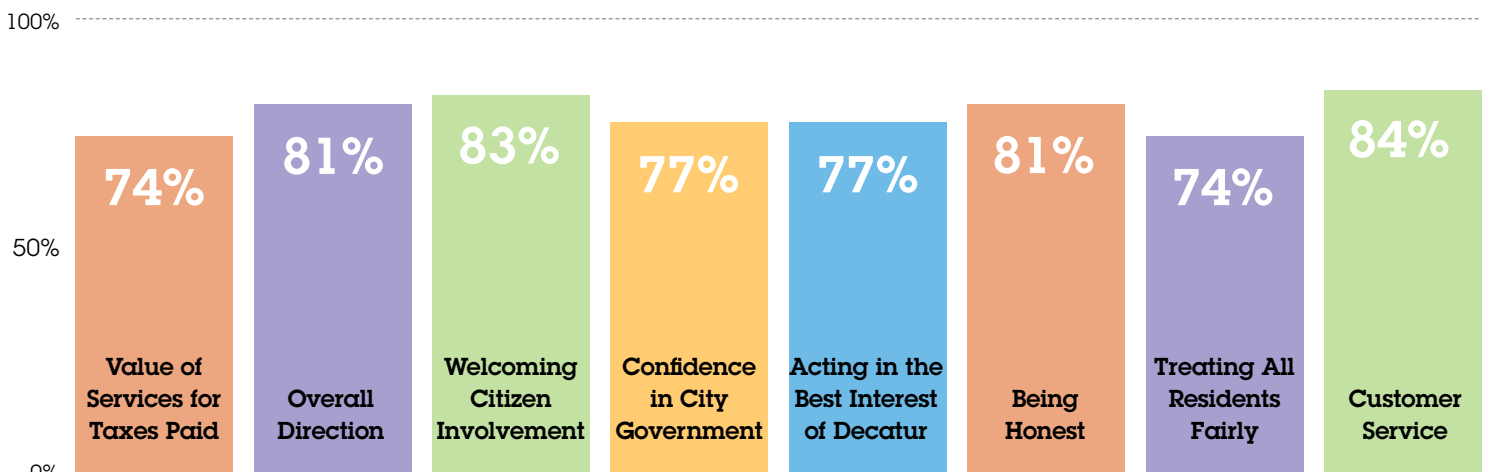 100%
74%
81%
83%
77%
77%
81%
74%
84%
50%
Value of
Services for
Taxes Paid
Overall
Direction
Welcoming
Citizen
Involvement
Confidence
in City
Government
Acting in the
Best Interest
of Decatur
Being
Honest
Treating All
Residents
Fairly
Customer
Service
0%